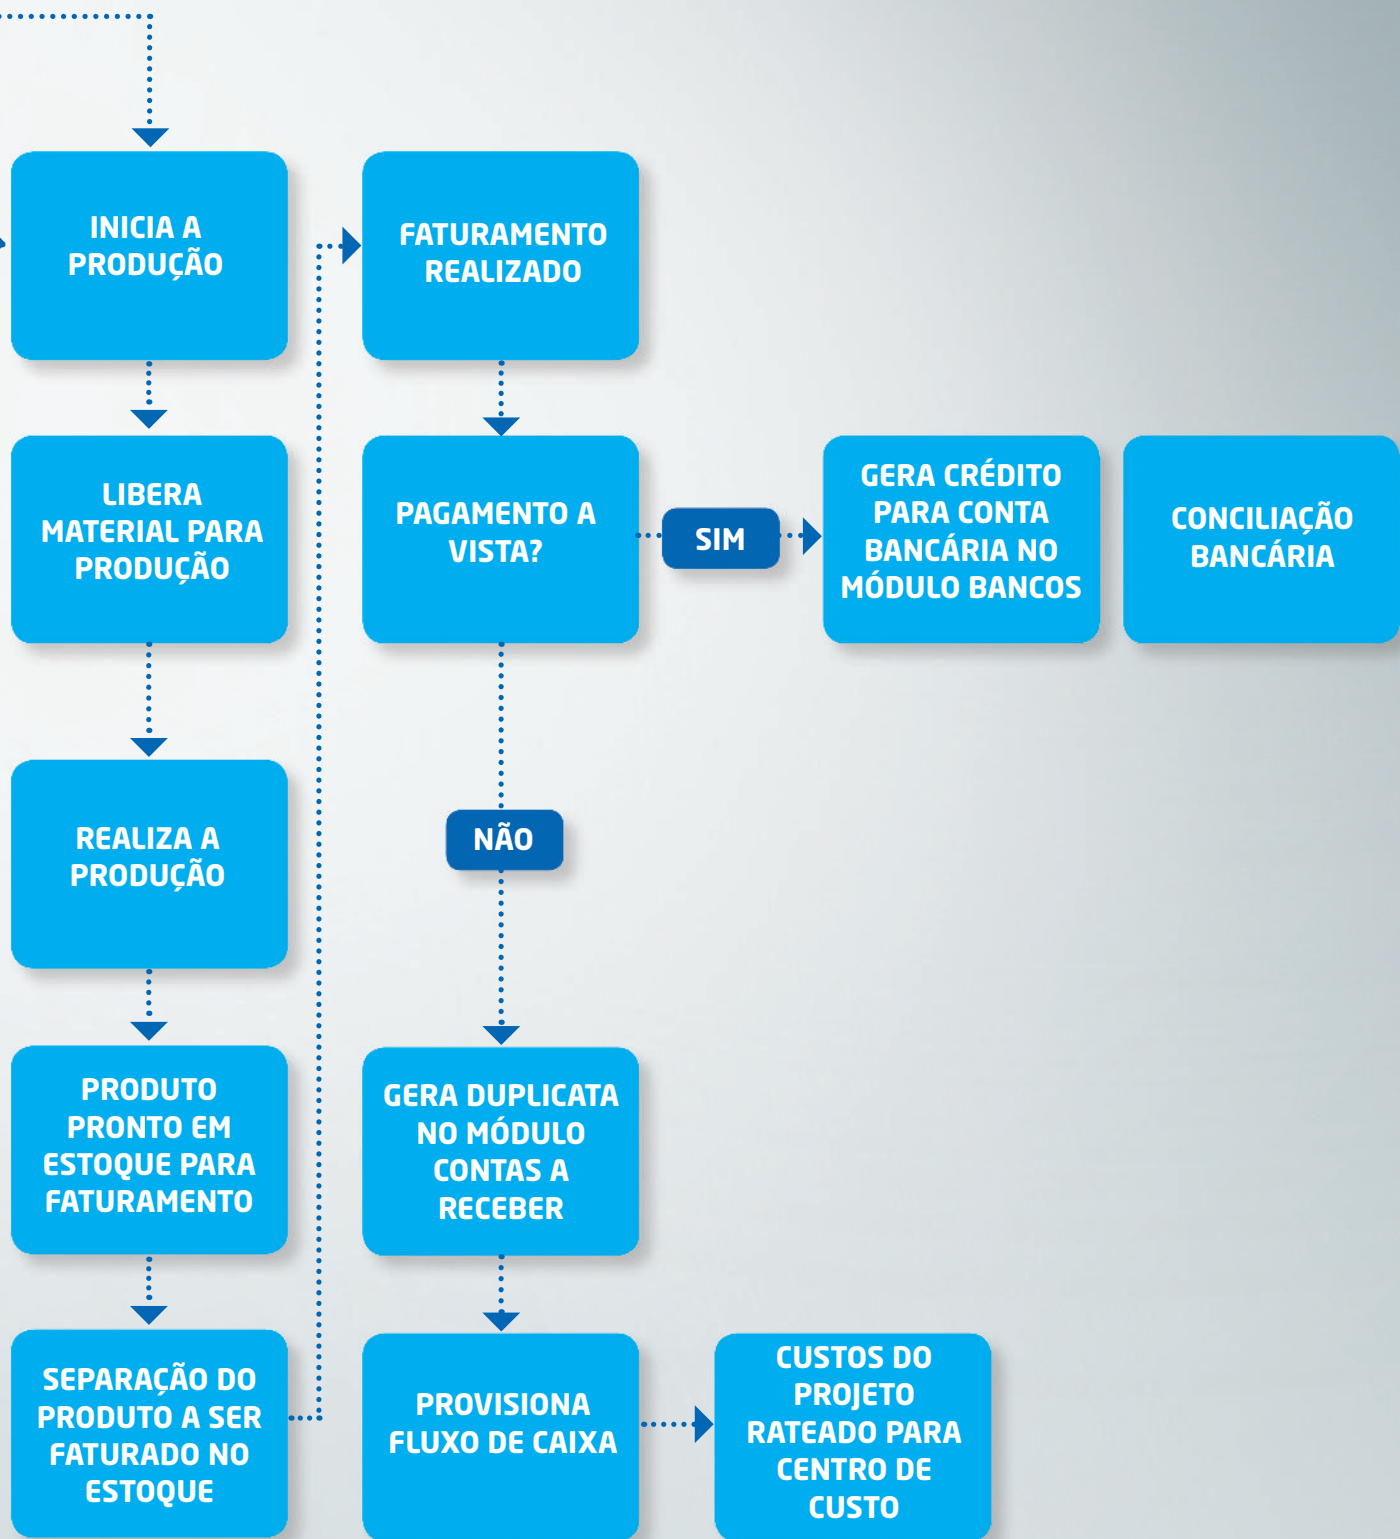 INICIA A
PRODUÇÃO
LIBERA
MATERIAL PARA
PRODUÇÃO
REALIZA A
PRODUÇÃO
PRODUTO
PRONTO EM
ESTOQUE PARA
FATURAMENTO
SEPARAÇÃO DO
PRODUTO A SER
FATURADO NO
ESTOQUE
FATURAMENTO
REALIZADO
PAGAMENTO A
VISTA?
SIM
GERA CRÉDITO
PARA CONTA
BANCÁRIA NO
MÓDULO BANCOS
CONCILIAÇÃO
BANCÁRIA
NÃO
GERA DUPLICATA
NO MÓDULO
CONTAS A
RECEBER
PROVISIONA
FLUXO DE CAIXA
CUSTOS DO
PROJETO
RATEADO PARA
CENTRO DE
CUSTO